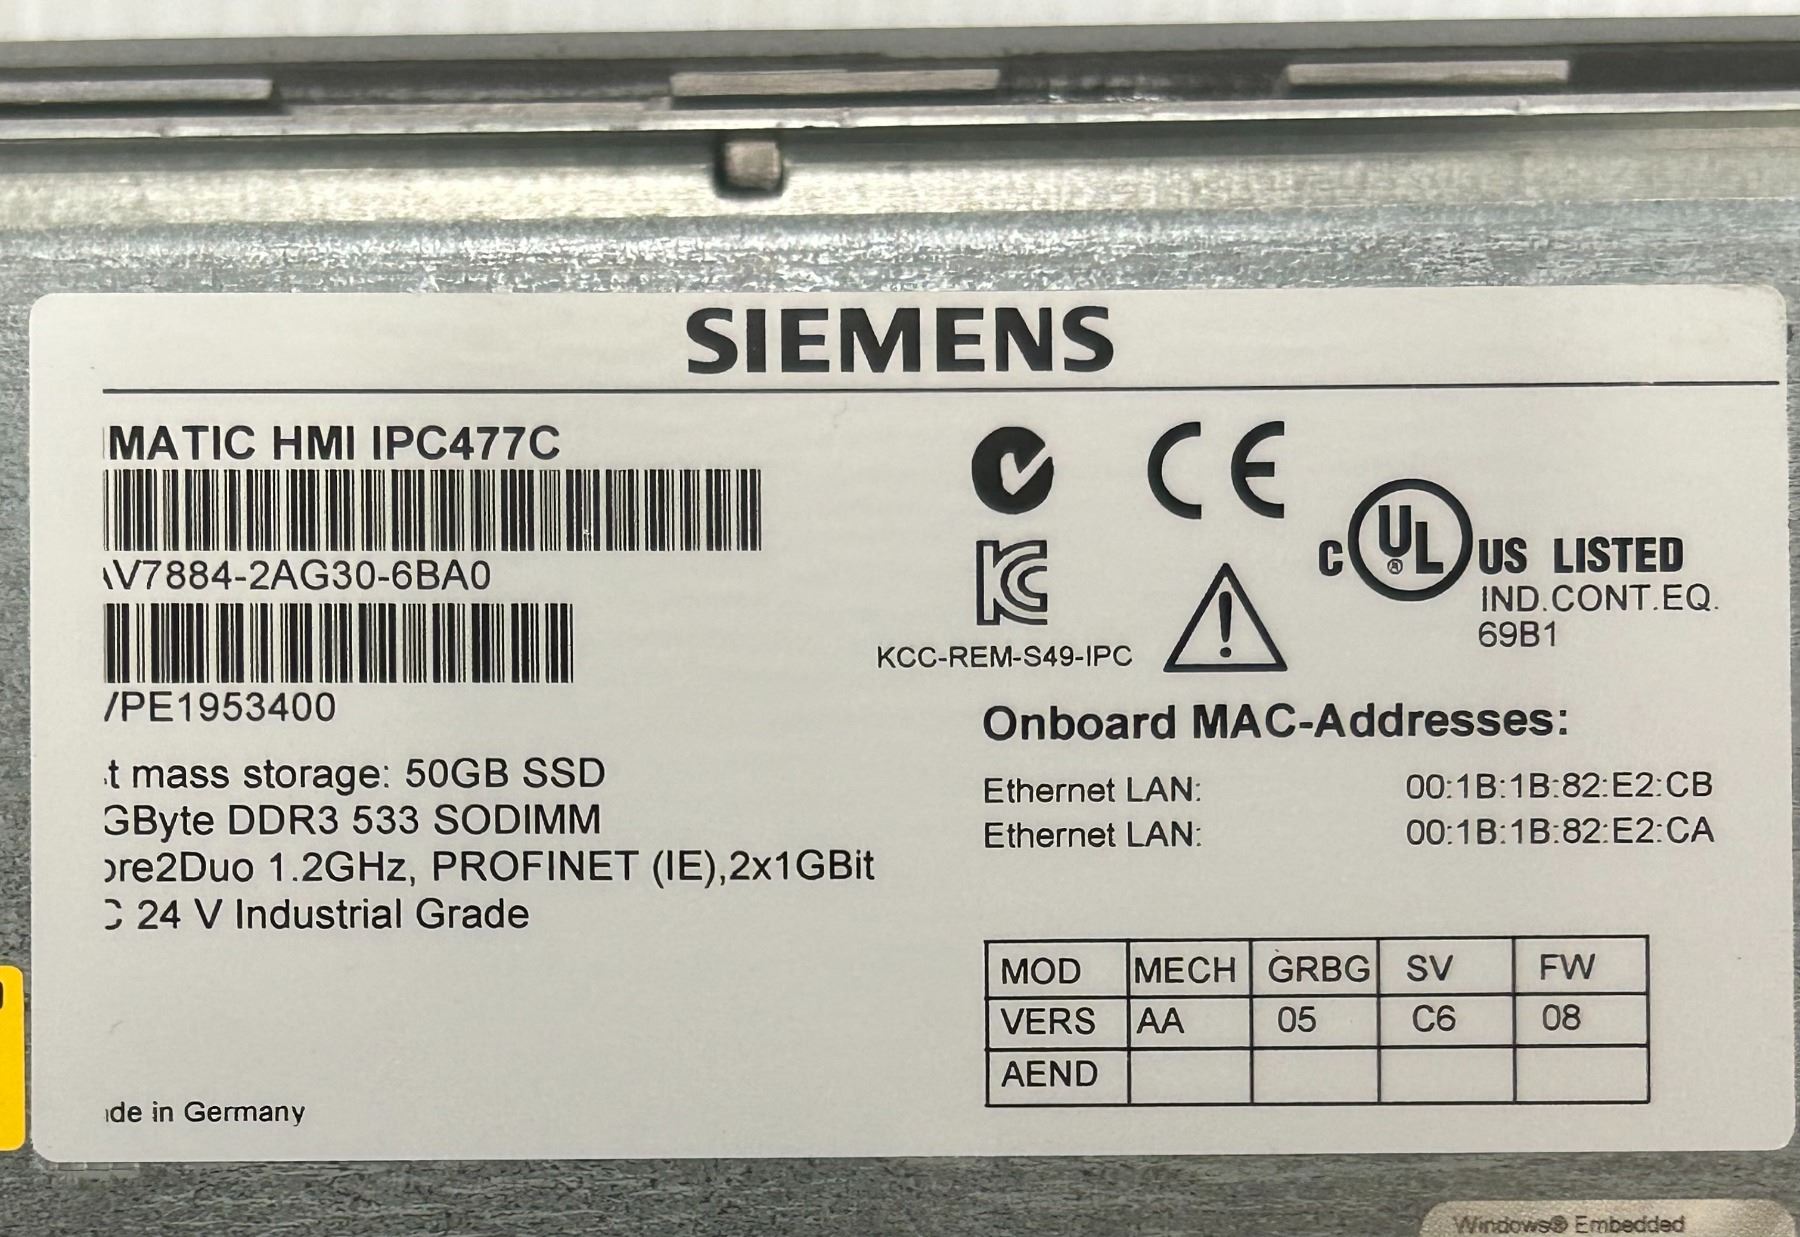 SIEMENS
MATIC HMI IPC477C
V7884-2AG30-6BA0
/PE1953400
t mass storage: 50GB SSD
GByte DDR3 533 SODIMM
re2Duo 1.2GHz, PROFINET (IE),2x1GBit
24 V Industrial Grade
de in Germany
CE
C UL US LISTED
®
IND.CONT.EQ.
69B1
KC
KCC-REM-S49-IPC
Onboard MAC-Addresses:
Ethernet LAN: 00:1B:1B:82:E2:CB
Ethernet LAN: 00:1B:1B:82:E2:CA
MOD MECH GRBG SV FW
VERS AA 05 C6 08
AEND
Windows® Embedded